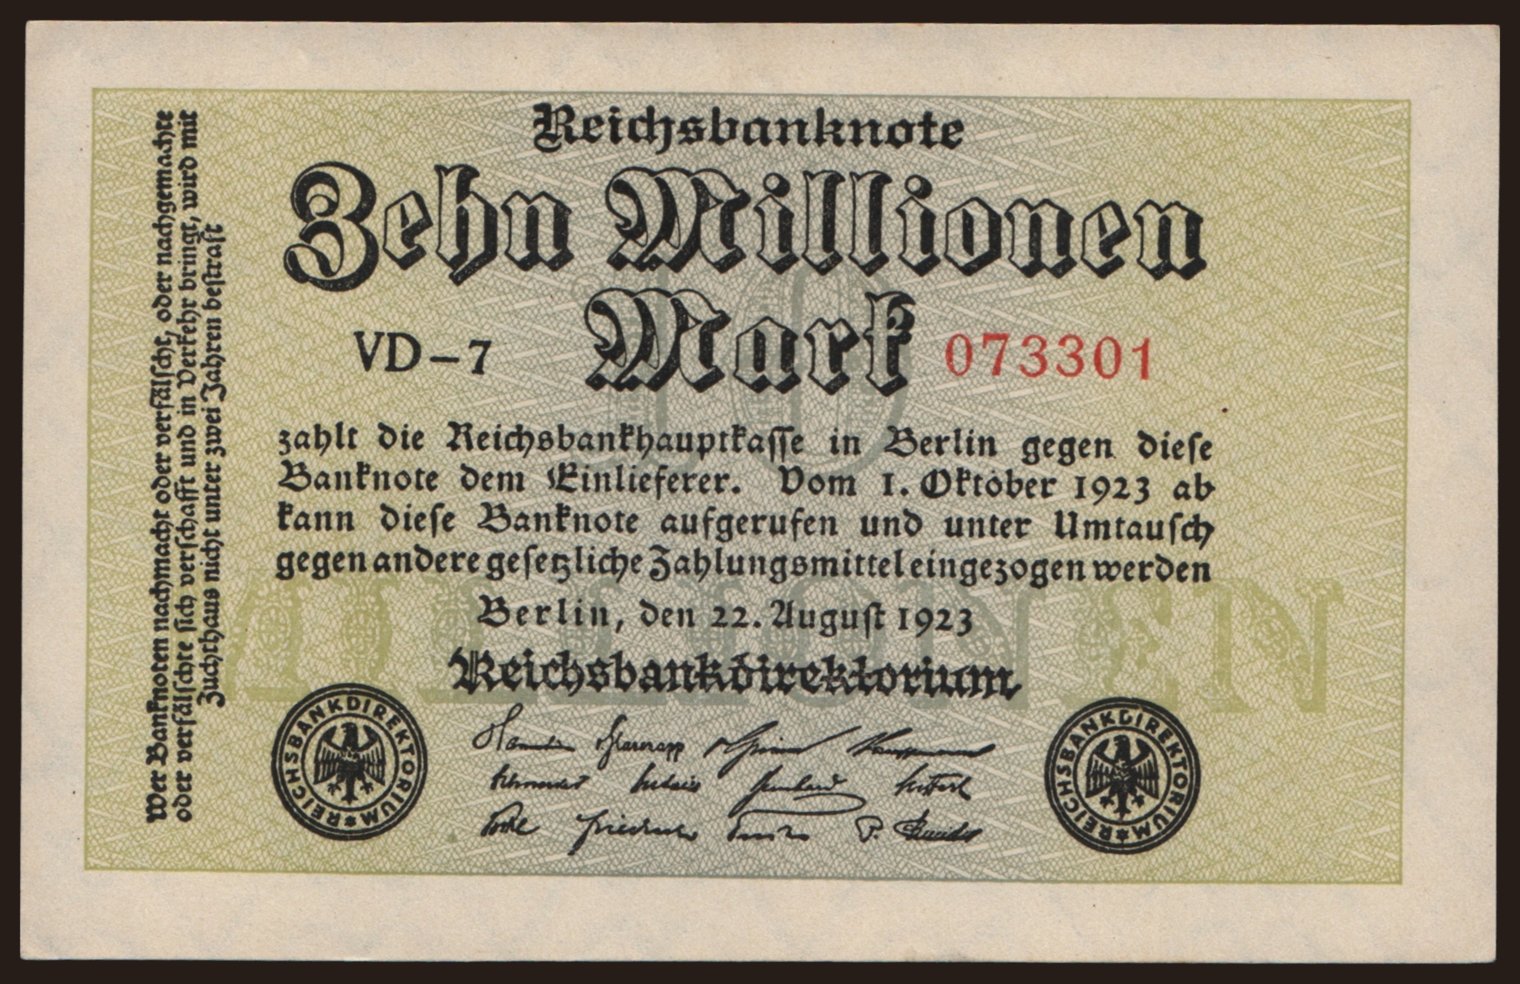 Reichsbanknote
Zehn Millionen
Mark
VD-7
073301
zahlt die Reichsbankhauptkasse in Berlin gegen diese
Banknote dem Einlieferer. Vom 1. Oktober 1923 ab
kann diese Banknote aufgerufen und unter Umtausch
gegen andere gesetzliche Zahlungsmittel eingezogen werden
Berlin, den 22. August 1923
Reichsbankdirektorium
Wer Banknoten nachmacht oder verfälscht, oder nachgemachte
oder verfälschte sich verschafft und in Verkehr bringt, wird mit
Zuchthaus nicht unter zwei Jahren bestraft
REICHSBANKDIREKTORIUM
REICHSBANKDIREKTORIUM
10
MILLIONEN